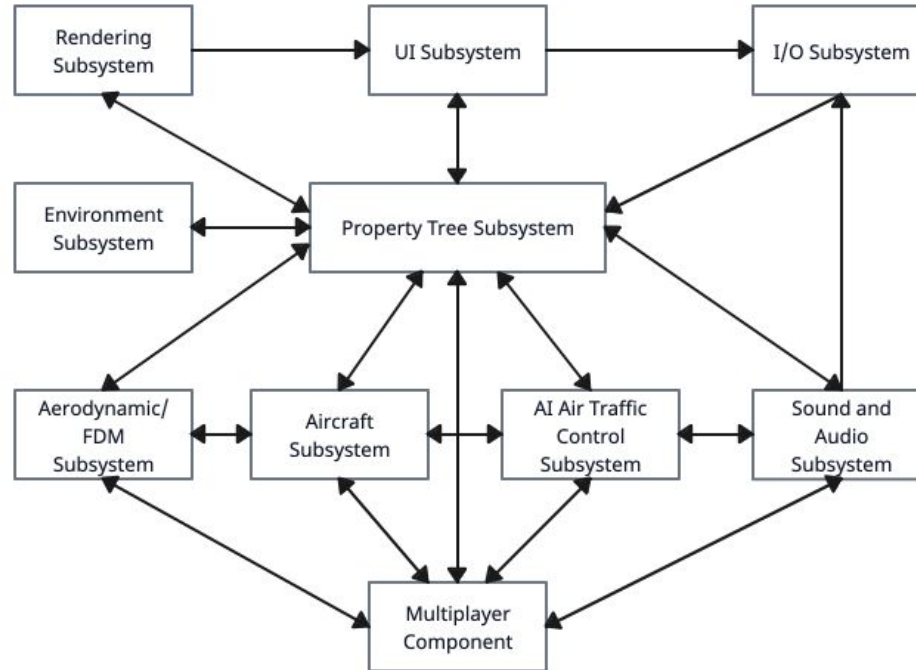 Rendering
Subsystem
UI Subsystem
I/O Subsystem
Environment
Subsystem
Property Tree Subsystem
Aerodynamic/
FDM
Subsystem
Aircraft
Subsystem
AI Air Traffic
Control
Subsystem
Sound and
Audio
Subsystem
Multiplayer
Component